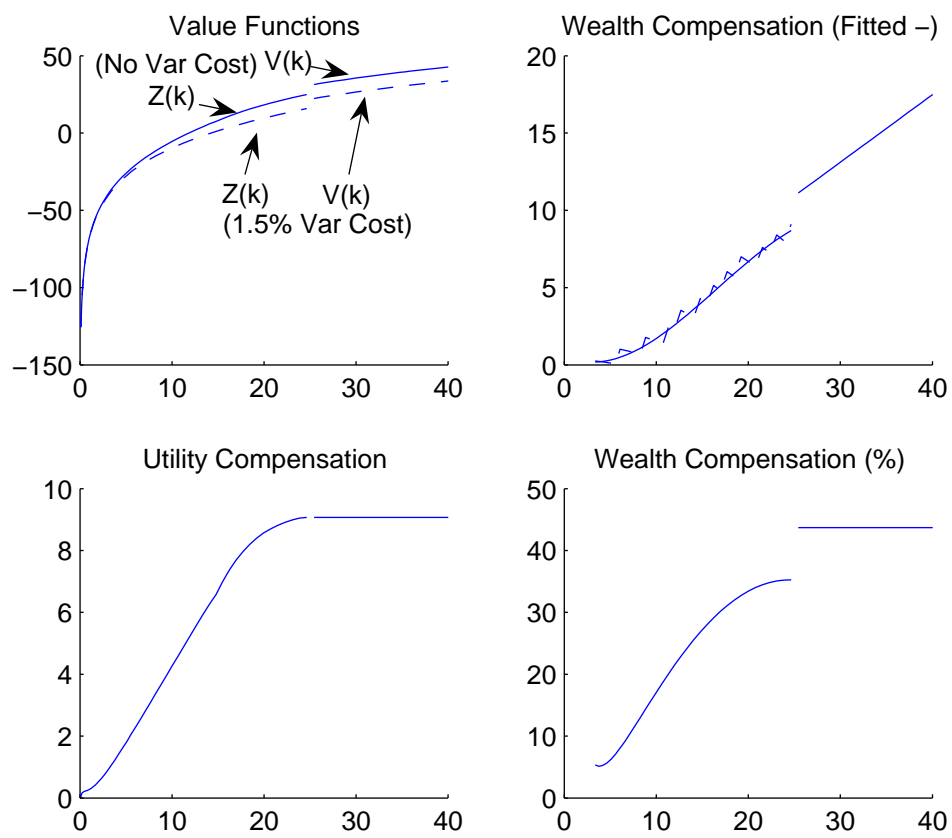 Value Functions
50
0
−50
−100
−150
(No Var Cost) V(k)
Z(k)
Z(k)
V(k)
(1.5% Var Cost)
0 10 20 30 40
Wealth Compensation (Fitted −)
20
15
10
5
0
0 10 20 30 40
Utility Compensation
10
8
6
4
2
0
0 10 20 30 40
Wealth Compensation (%)
50
40
30
20
10
0
0 10 20 30 40